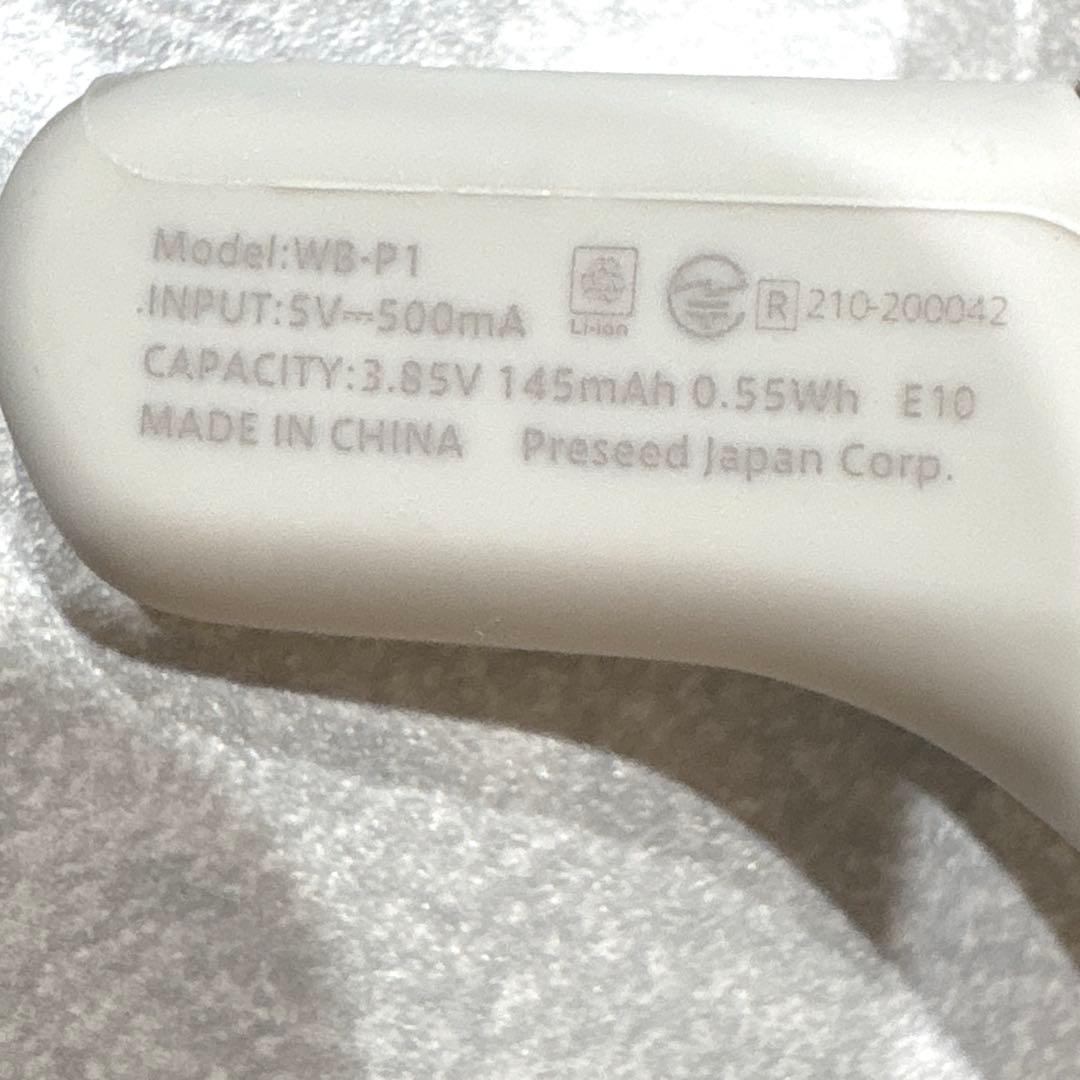 Model:WB-P1
INPUT:5V⎓500mA
Li-ion
R 210-200042
CAPACITY:3.85V 145mAh 0.55Wh E10
MADE IN CHINA Preseed Japan Corp.